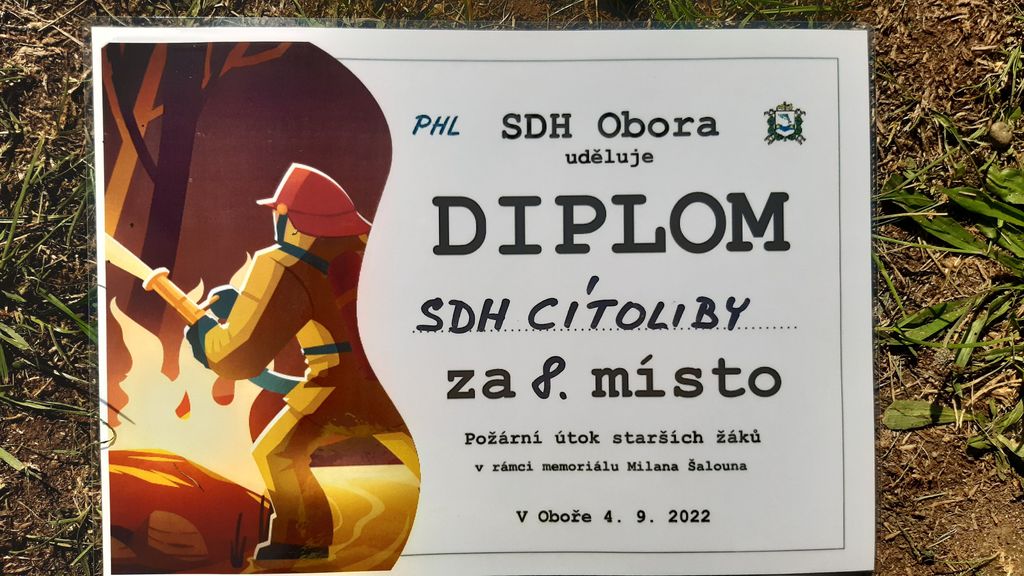 PHL SDH Obora
uděluje
DIPLOM
SDH CÍTOLIBY
za 8. místo
Požární útok starších žáků
v rámci memoriálu Milana Šalouna
V Oboře 4. 9. 2022